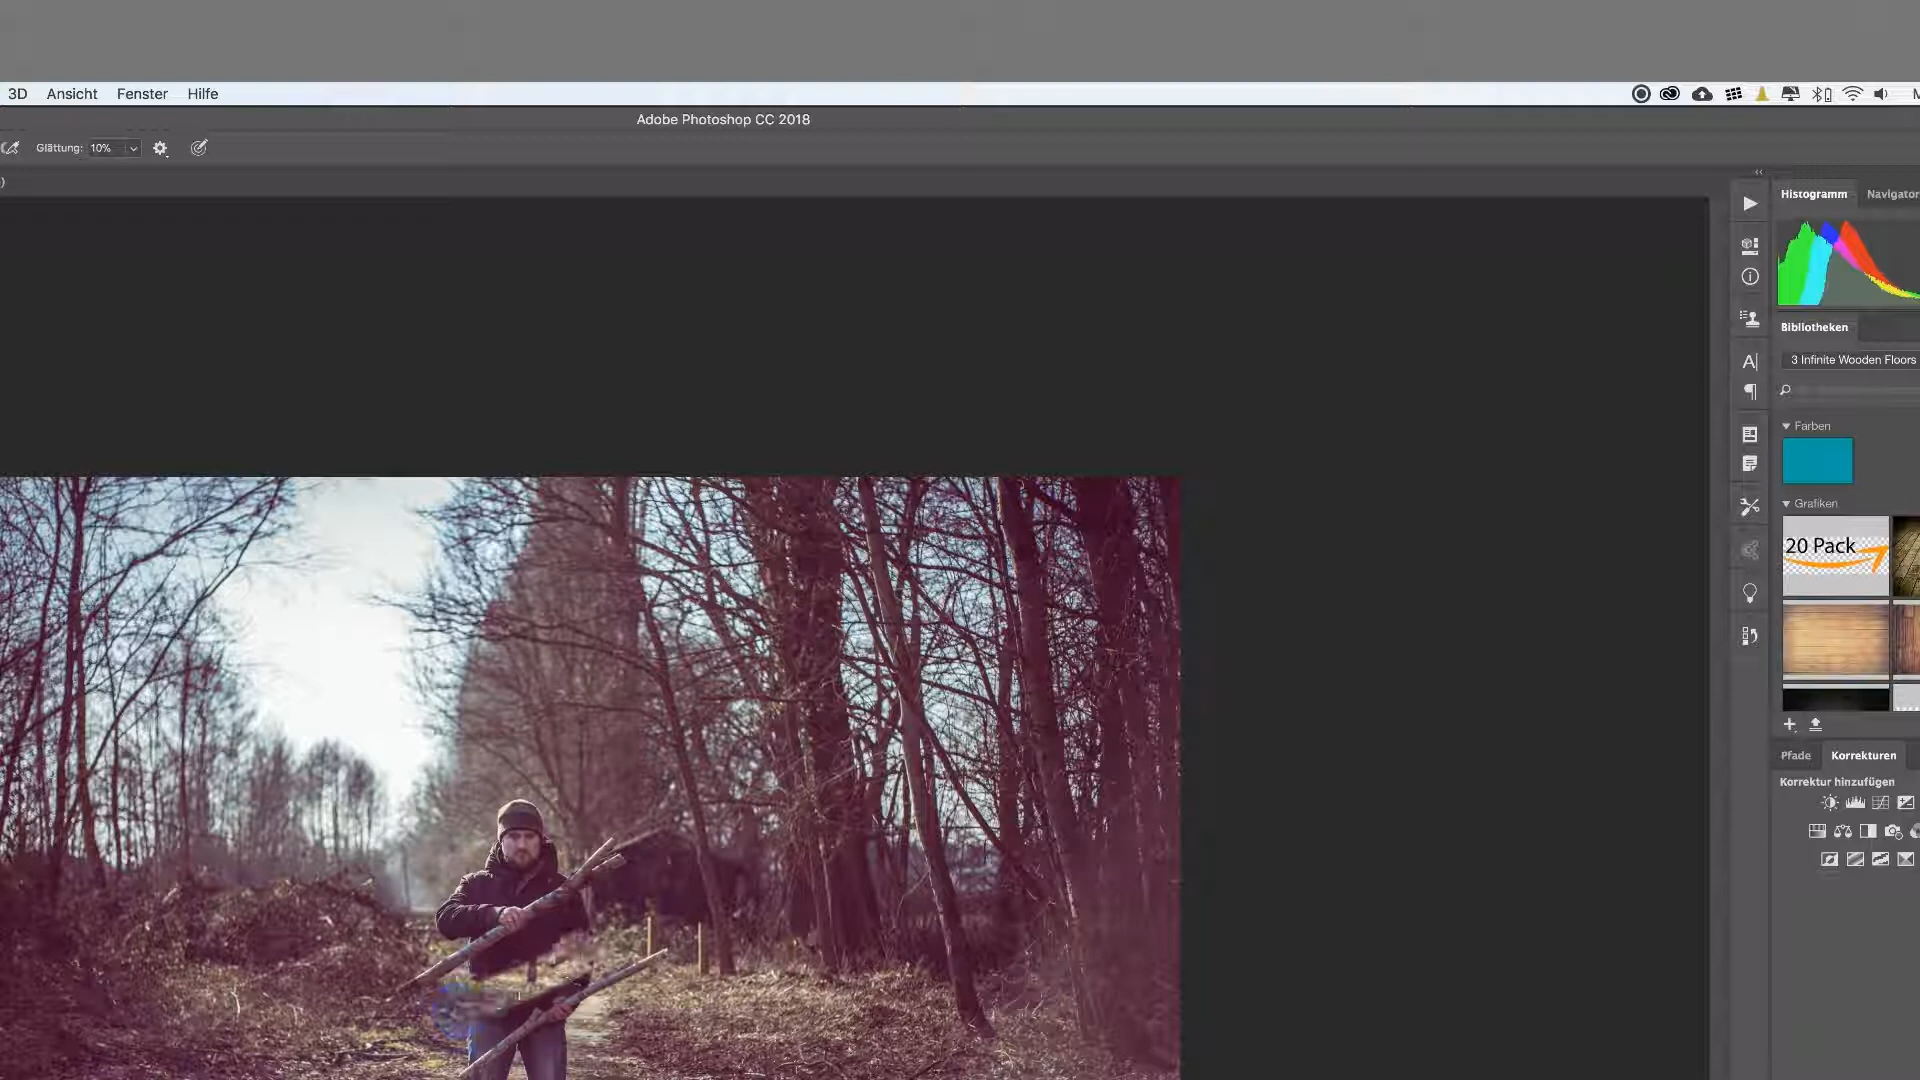 3D Ansicht Fenster Hilfe
Adobe Photoshop CC 2018
Glättung: 10%
)
Histogramm Navigator
Bibliotheken
3 Infinite Wooden Floors
Farben
Grafiken
20 Pack
Pfade Korrekturen
Korrektur hinzufügen